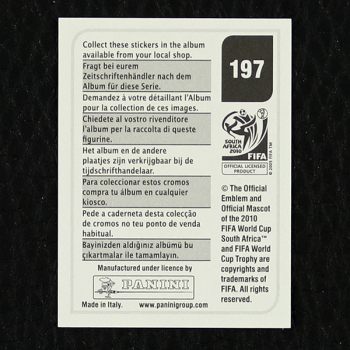 Collect these stickers in the album
available from your local shop.
Fragt bei eurem
Zeitschriftenhändler nach dem
Album für diese Serie.
Demandez à votre détaillant l'Album
pour la collection de ces images.
Chiedete al vostro rivenditore
l'album per la raccolta di queste
figurine.
Het album en de andere
plaatjes zijn verkrijgbaar bij de
tijdschrifthandelaar.
Para coleccionar estos cromos
compra tu álbum en cualquier
kiosco.
Pede a caderneta desta colecção
de cromos no teu ponto de venda
habitual.
Bayinizden aldığınız albümü bu
çıkartmalar ile tamamlayın.
Manufactured under licence by
PANINI
Made in Italy. www.paninigroup.com
197
SOUTH AFRICA
2010
FIFA
OFFICIAL LICENSED
PRODUCT
© The Official
Emblem and
Official Mascot
of the 2010
FIFA World Cup
South Africa™
and FIFA World
Cup Trophy are
copyrights and
trademarks of
FIFA. All rights
reserved.